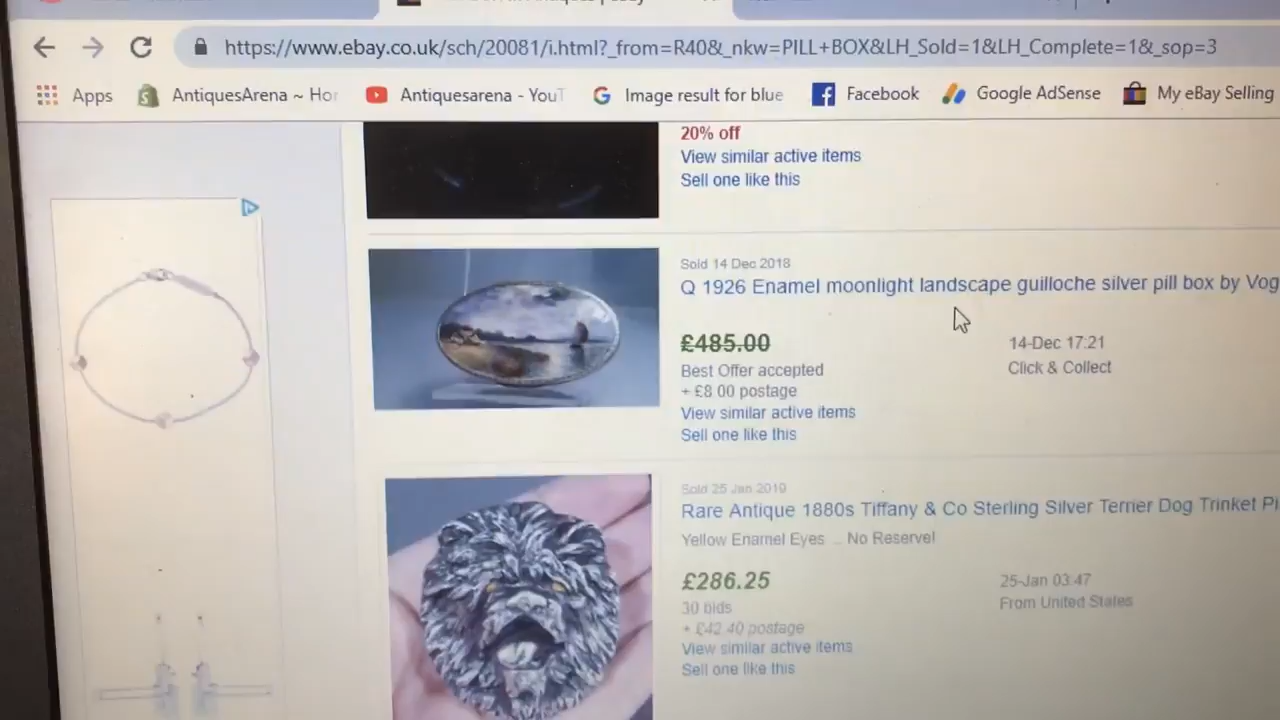 https://www.ebay.co.uk/sch/20081/i.html?_from=R40&_nkw=PILL+BOX&LH_Sold=1&LH_Complete=1&_sop=3
Apps AntiquesArena ~ Hor Antiquesarena - YouT Image result for blue Facebook Google AdSense My eBay Selling
20% off
View similar active items
Sell one like this
Sold 14 Dec 2018
Q 1926 Enamel moonlight landscape guilloche silver pill box by Vog
£485.00 14-Dec 17:21
Best Offer accepted Click & Collect
+ £8.00 postage
View similar active items
Sell one like this
Sold 25 Jan 2019
Rare Antique 1880s Tiffany & Co Sterling Silver Terrier Dog Trinket Pi
Yellow Enamel Eyes ... No Reserve!
£286.25 25-Jan 03:47
30 bids From United States
+ £42.40 postage
View similar active items
Sell one like this